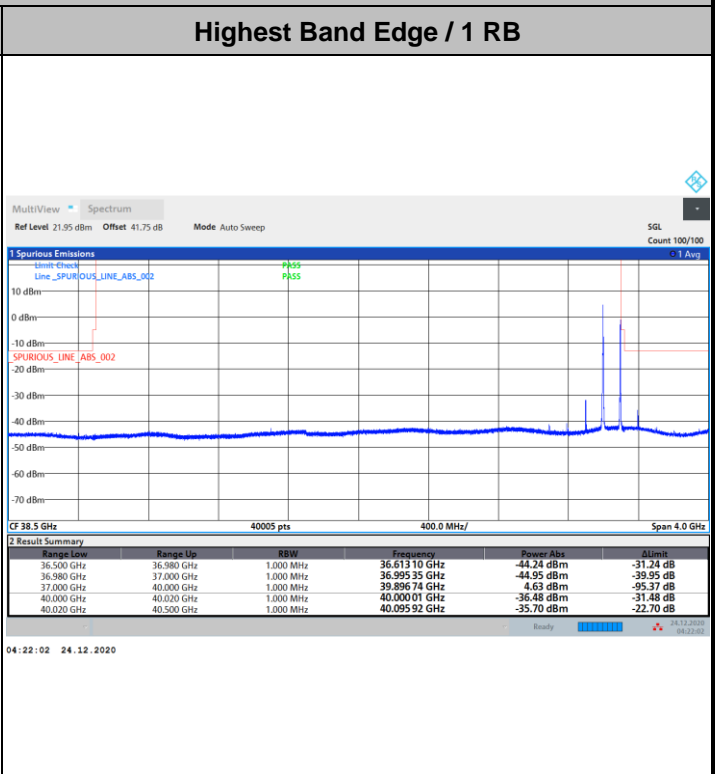 Highest Band Edge / 1 RB
MultiView Spectrum
Ref Level 21.95 dBm Offset 41.75 dB Mode Auto Sweep SGL
Count 100/100
1 Spurious Emissions 1 Avg
Limit Check PASS
Line _SPURIOUS_LINE_ABS_002 PASS
10 dBm
0 dBm
-10 dBm
_SPURIOUS_LINE_ABS_002
-20 dBm
-30 dBm
-40 dBm
-50 dBm
-60 dBm
-70 dBm
CF 38.5 GHz 40005 pts 400.0 MHz/ Span 4.0 GHz
2 Result Summary
Range Low Range Up RBW Frequency Power Abs ΔLimit
36.500 GHz 36.980 GHz 1.000 MHz 36.613 10 GHz -44.24 dBm -31.24 dB
36.980 GHz 37.000 GHz 1.000 MHz 36.995 35 GHz -44.95 dBm -39.95 dB
37.000 GHz 40.000 GHz 1.000 MHz 39.896 74 GHz 4.63 dBm -95.37 dB
40.000 GHz 40.020 GHz 1.000 MHz 40.000 01 GHz -36.48 dBm -31.48 dB
40.020 GHz 40.500 GHz 1.000 MHz 40.095 92 GHz -35.70 dBm -22.70 dB
Ready 24.12.2020
04:22:02
04:22:02 24.12.2020